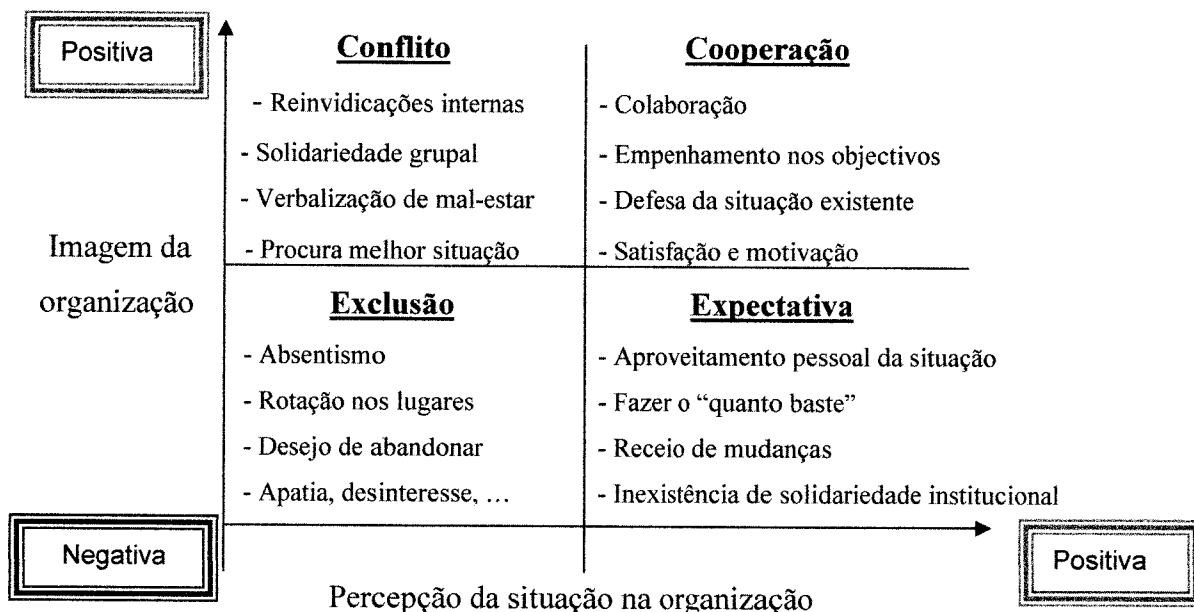 Positiva
Conflito
- Reinvidicações internas
- Solidariedade grupal
- Verbalização de mal-estar
- Procura melhor situação
Cooperação
- Colaboração
- Empenhamento nos objectivos
- Defesa da situação existente
- Satisfação e motivação
Imagem da
organização
Exclusão
- Absentismo
- Rotação nos lugares
- Desejo de abandonar
- Apatia, desinteresse, ...
Expectativa
- Aproveitamento pessoal da situação
- Fazer o “quanto baste”
- Receio de mudanças
- Inexistência de solidariedade institucional
Negativa
Positiva
Percepção da situação na organização